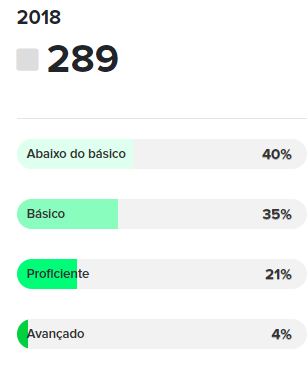 2018
289
Abaixo do básico 40%
Básico 35%
Proficiente 21%
Avançado 4%